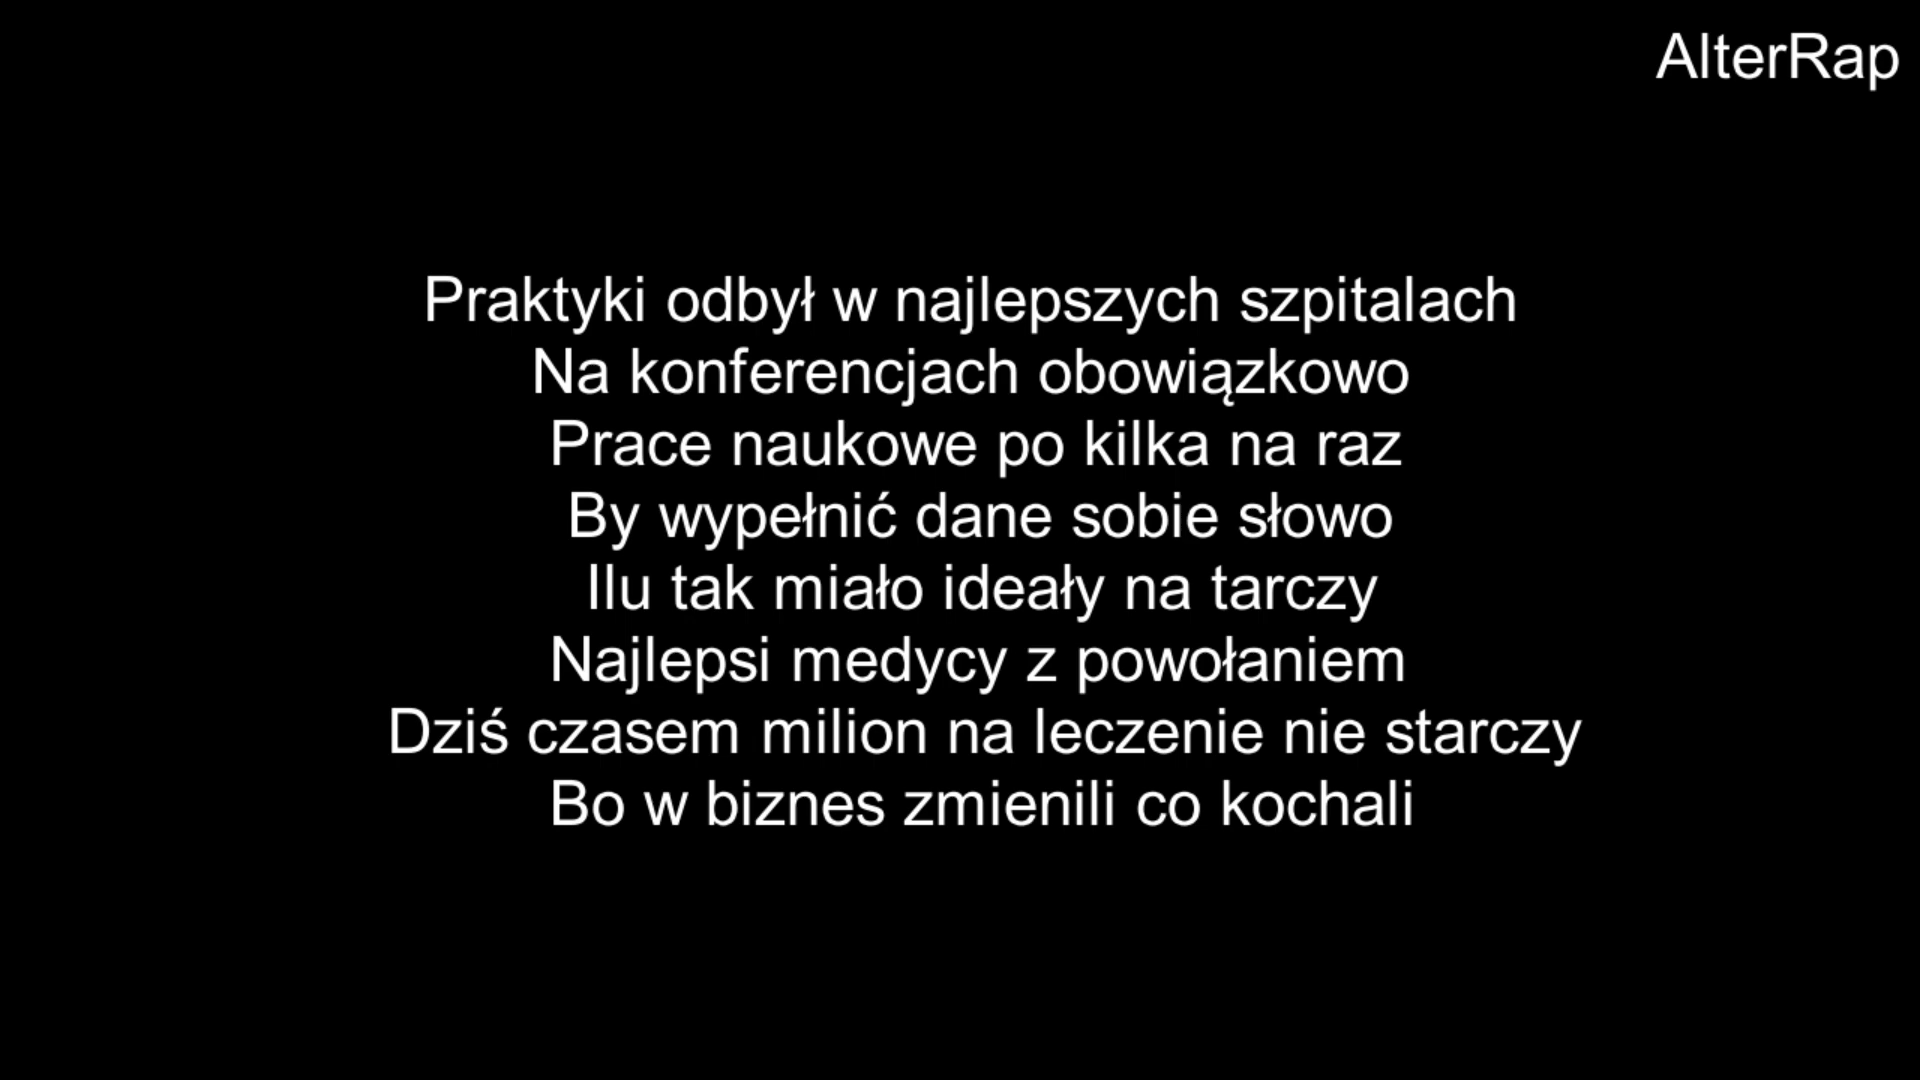 AlterRap
Praktyki odbył w najlepszych szpitalach
Na konferencjach obowiązkowo
Prace naukowe po kilka na raz
By wypełnić dane sobie słowo
Ilu tak miało ideały na tarczy
Najlepsi medycy z powołaniem
Dziś czasem milion na leczenie nie starczy
Bo w biznes zmienili co kochali